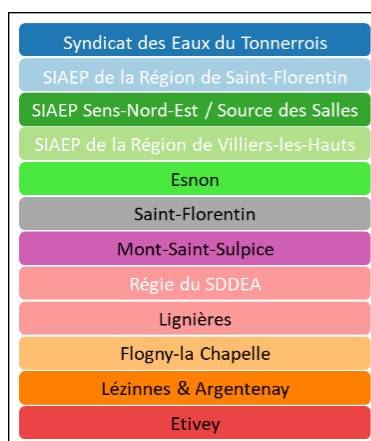 Syndicat des Eaux du Tonnerrois
SIAEP de la Région de Saint-Florentin
SIAEP Sens-Nord-Est / Source des Salles
SIAEP de la Région de Villiers-les-Hauts
Esnon
Saint-Florentin
Mont-Saint-Sulpice
Régie du SDDEA
Lignières
Flogny-la Chapelle
Lézinnes & Argentenay
Etivey